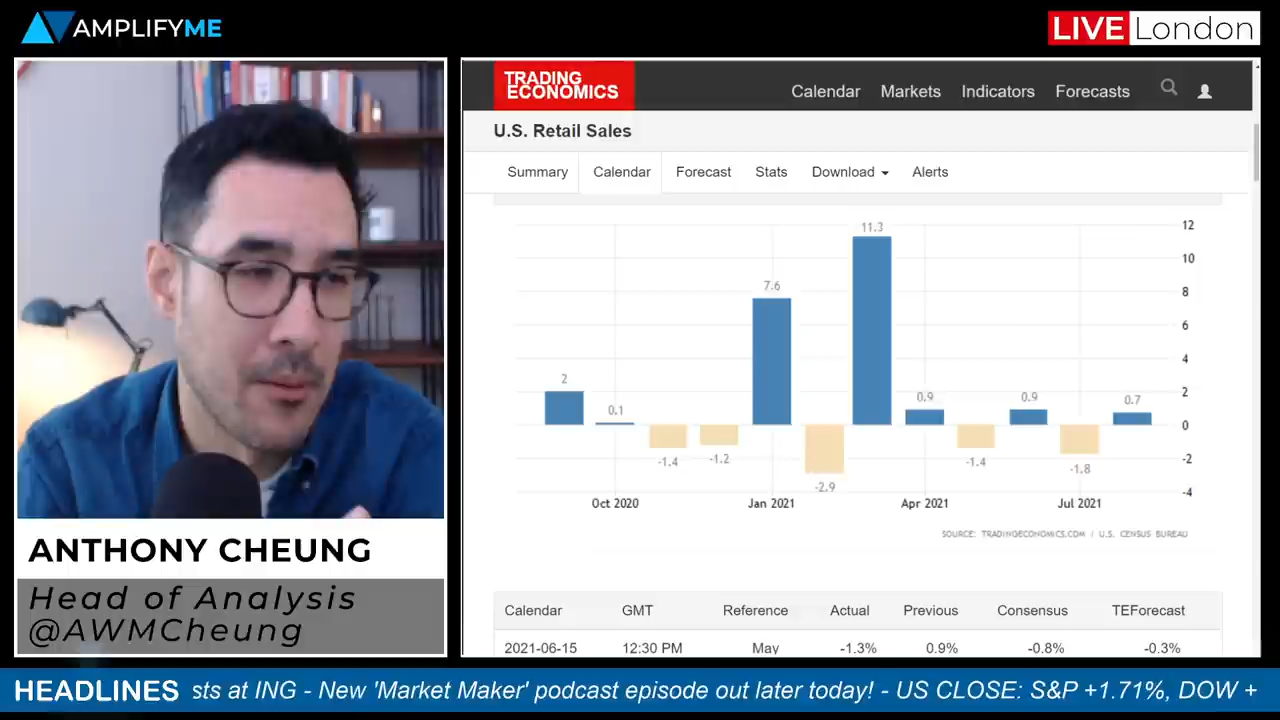 AMPLIFYME
LIVE London
TRADING
ECONOMICS
Calendar Markets Indicators Forecasts
U.S. Retail Sales
Summary Calendar Forecast Stats Download Alerts
12
10
8
6
4
2
0
-2
-4
2
0.1
-1.4
-1.2
7.6
-2.9
11.3
0.9
-1.4
0.9
-1.8
0.7
Oct 2020 Jan 2021 Apr 2021 Jul 2021
SOURCE: TRADINGECONOMICS.COM | U.S. CENSUS BUREAU
Calendar GMT Reference Actual Previous Consensus TEForecast
2021-06-15 12:30 PM May -1.3% 0.9% -0.8% -0.3%
ANTHONY CHEUNG
Head of Analysis
@AWMCheung
HEADLINES sts at ING - New 'Market Maker' podcast episode out later today! - US CLOSE: S&P +1.71%, DOW +